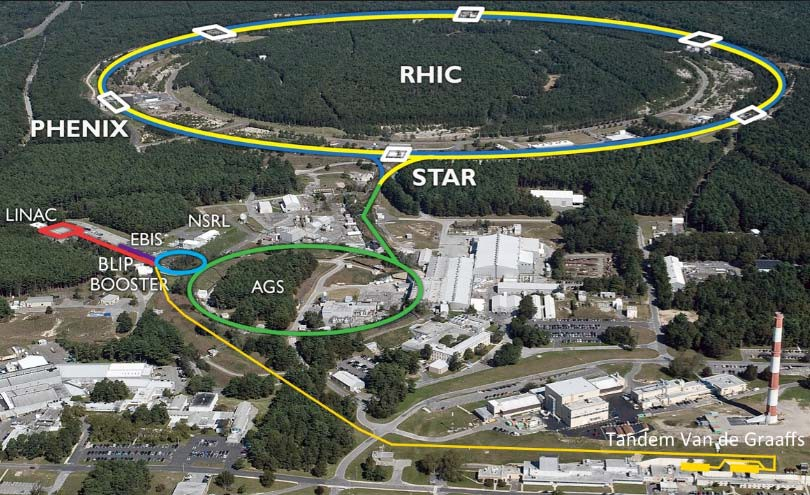 RHIC
PHENIX
STAR
LINAC
NSRL
EBIS
BLIP
BOOSTER
AGS
Tandem Van de Graaffs